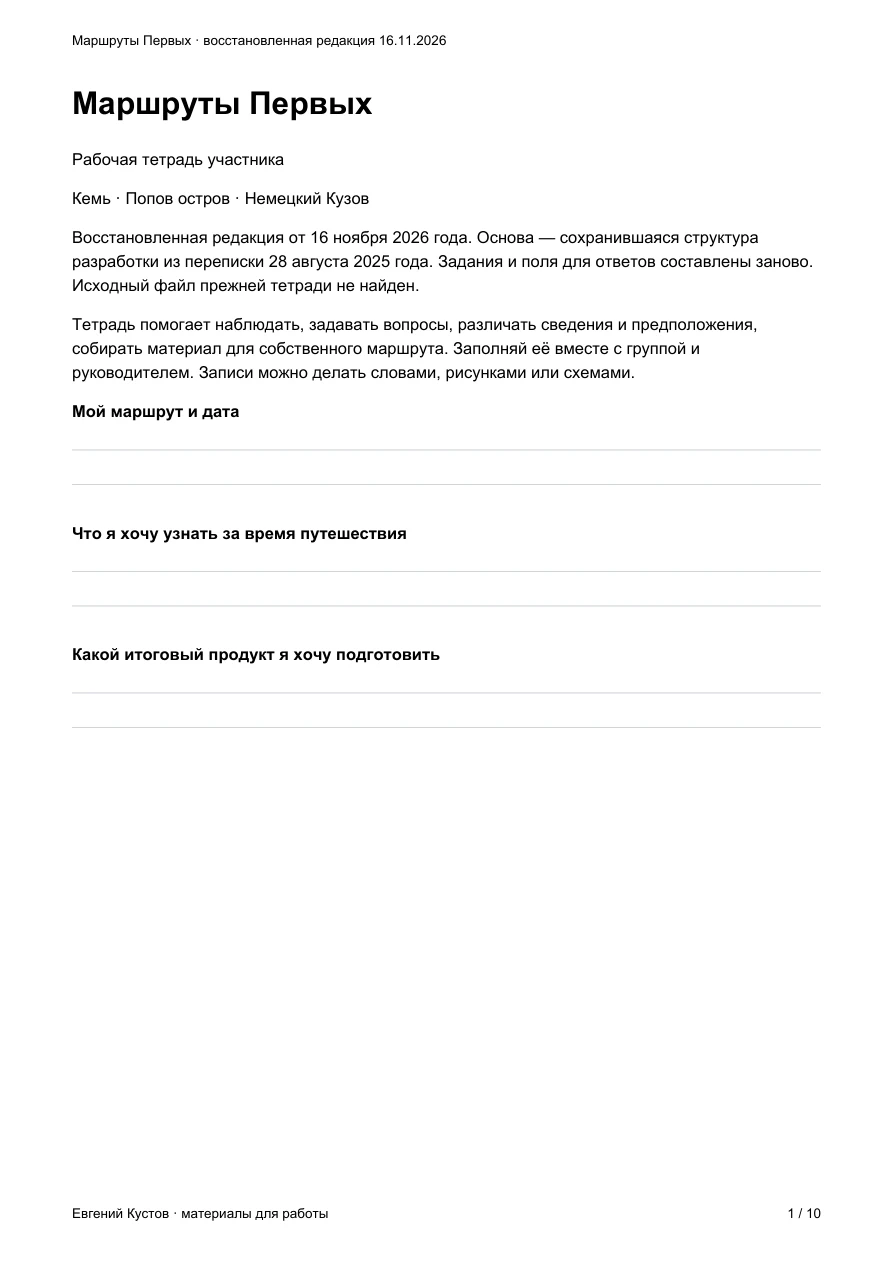 Маршруты Первых · восстановленная редакция 16.11.2026
Маршруты Первых
Рабочая тетрадь участника
Кемь · Попов остров · Немецкий Кузов
Восстановленная редакция от 16 ноября 2026 года. Основа — сохранившаяся структура
разработки из переписки 28 августа 2025 года. Задания и поля для ответов составлены заново.
Исходный файл прежней тетради не найден.
Тетрадь помогает наблюдать, задавать вопросы, различать сведения и предположения,
собирать материал для собственного маршрута. Заполняй её вместе с группой и
руководителем. Записи можно делать словами, рисунками или схемами.
Мой маршрут и дата
Что я хочу узнать за время путешествия
Какой итоговый продукт я хочу подготовить
Евгений Кустов · материалы для работы
1 / 10